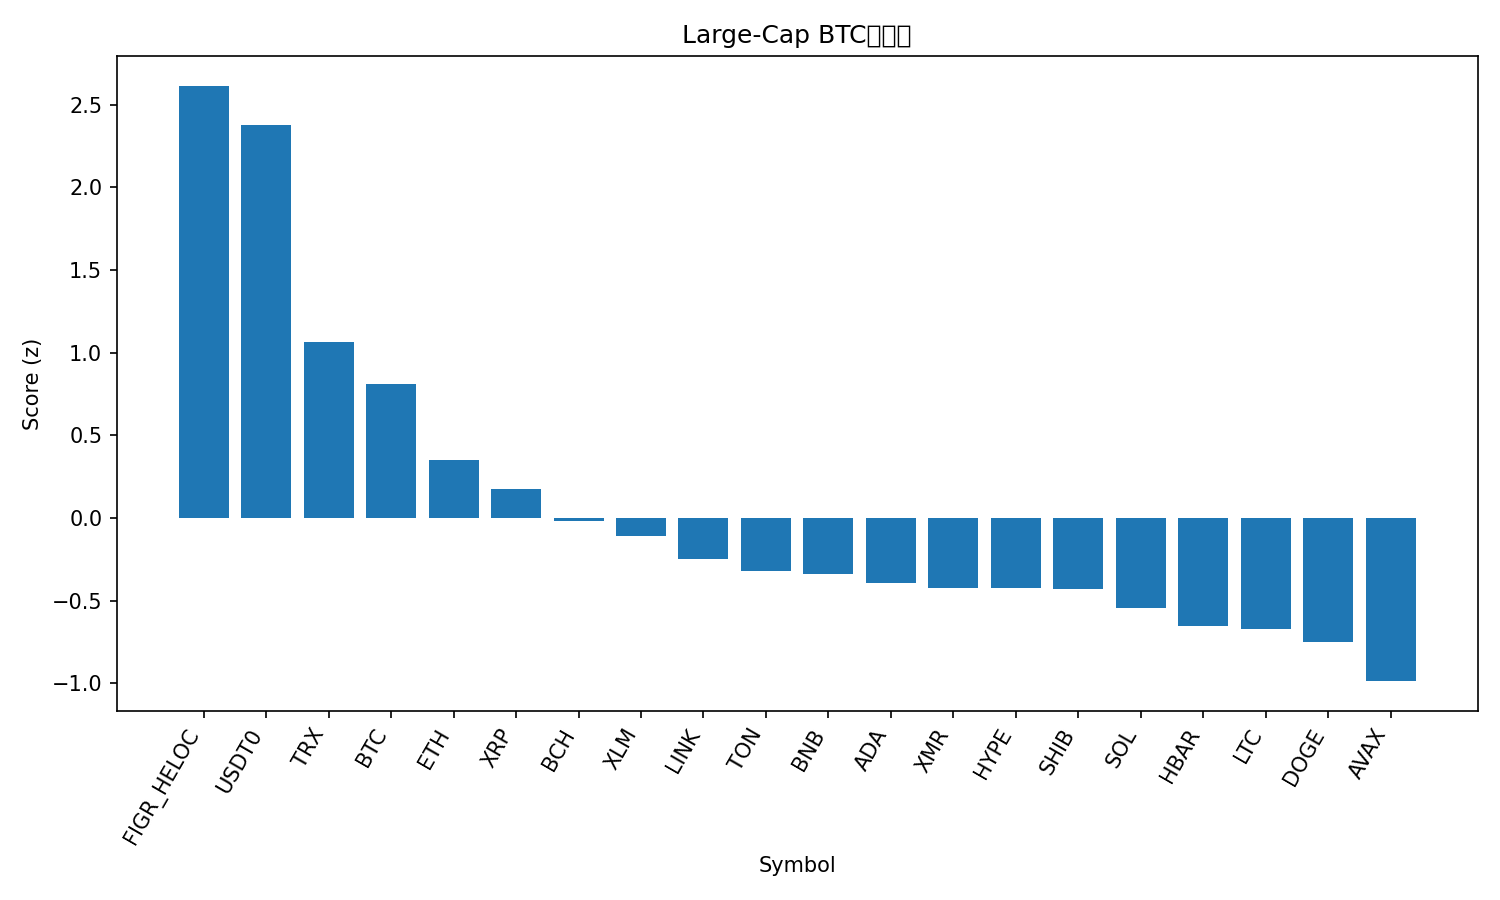 Large-Cap BTC
Score (z)
2.5
2.0
1.5
1.0
0.5
0.0
−0.5
−1.0
FIGR_HELOC
USDT0
TRX
BTC
ETH
XRP
BCH
XLM
LINK
TON
BNB
ADA
XMR
HYPE
SHIB
SOL
HBAR
LTC
DOGE
AVAX
Symbol